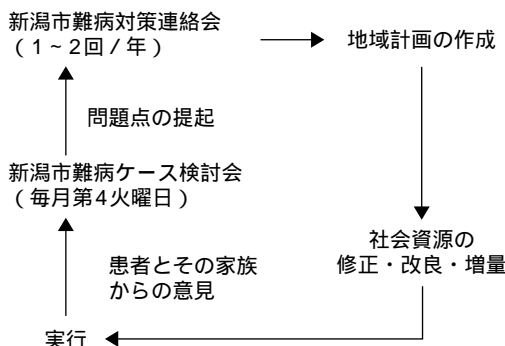 新潟市難病対策連絡会
（1~2回/年）
地域計画の作成
問題点の提起
新潟市難病ケース検討会
（毎月第4火曜日）
社会資源の
修正・改良・増量
患者とその家族
からの意見
実行